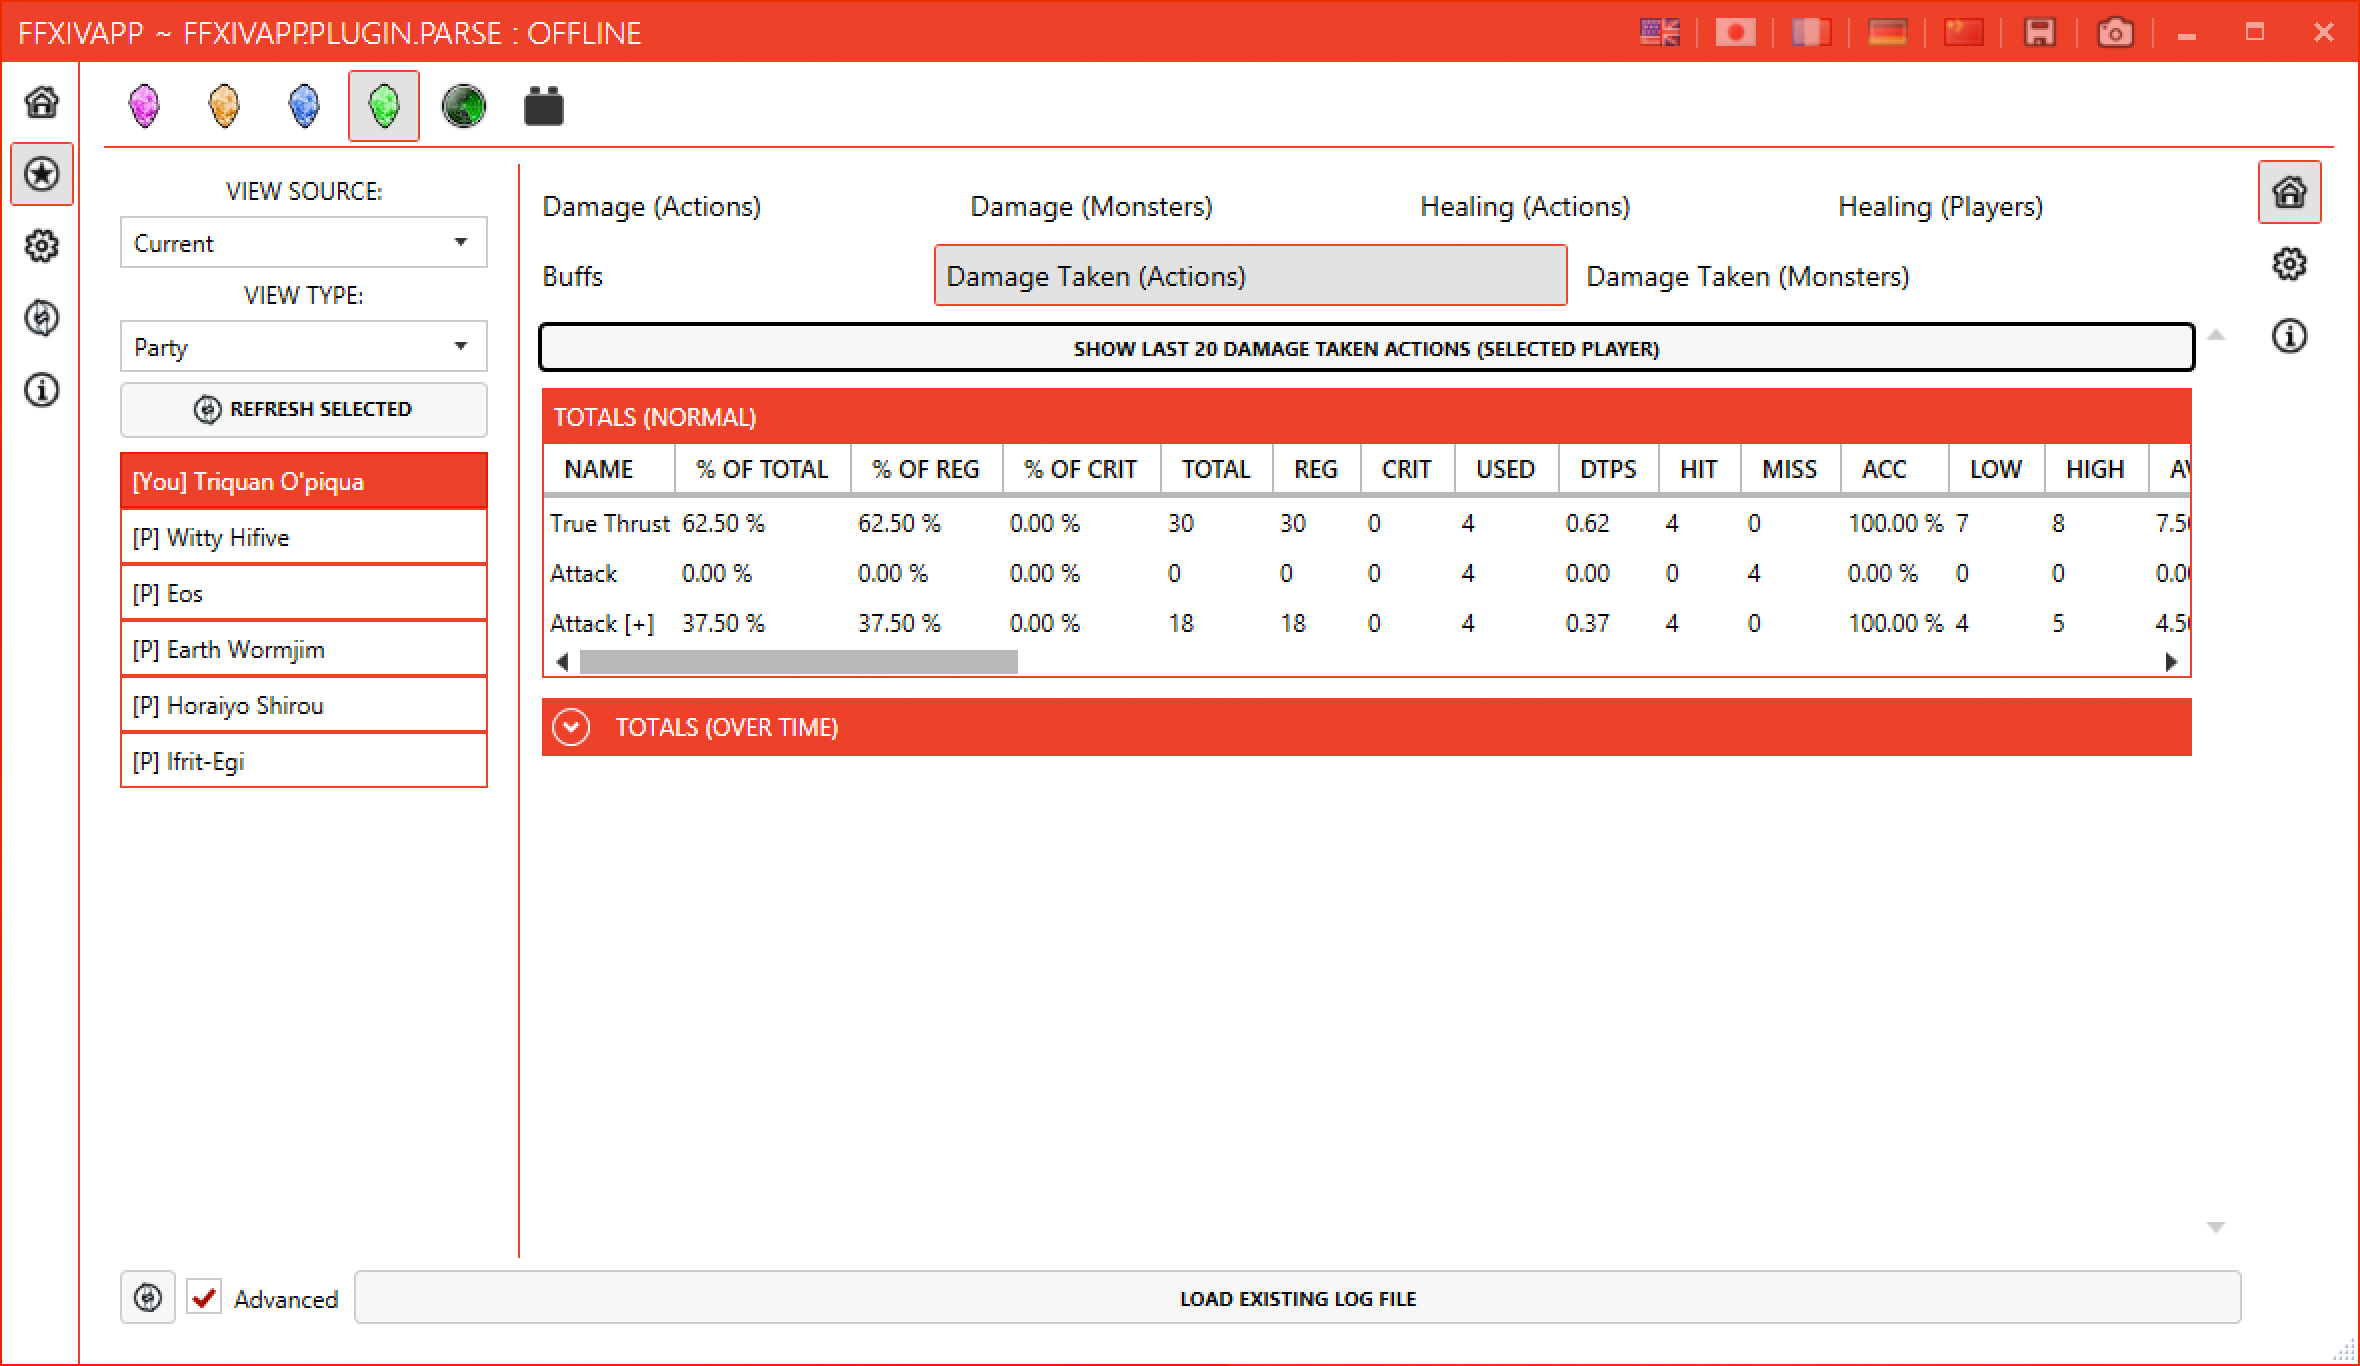 FFXIVAPP ~ FFXIVAPP.PLUGIN.PARSE : OFFLINE
VIEW SOURCE:
Current
VIEW TYPE:
Party
REFRESH SELECTED
[You] Triquan O'piqua
[P] Witty Hifive
[P] Eos
[P] Earth Wormjim
[P] Horaiyo Shirou
[P] Ifrit-Egi
Damage (Actions) Damage (Monsters) Healing (Actions) Healing (Players)
Buffs Damage Taken (Actions) Damage Taken (Monsters)
SHOW LAST 20 DAMAGE TAKEN ACTIONS (SELECTED PLAYER)
TOTALS (NORMAL)
NAME % OF TOTAL % OF REG % OF CRIT TOTAL REG CRIT USED DTPS HIT MISS ACC LOW HIGH
True Thrust 62.50 % 62.50 % 0.00 % 30 30 0 4 0.62 4 0 100.00 % 7 8 7.5
Attack 0.00 % 0.00 % 0.00 % 0 0 0 4 0.00 0 4 0.00 % 0 0 0.0
Attack [+] 37.50 % 37.50 % 0.00 % 18 18 0 4 0.37 4 0 100.00 % 4 5 4.5
TOTALS (OVER TIME)
Advanced
LOAD EXISTING LOG FILE